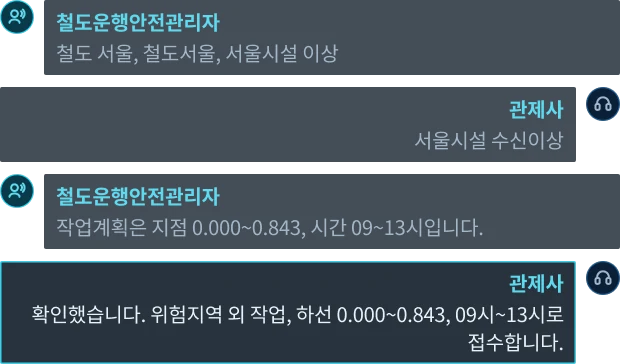 철도운행안전관리자
철도 서울, 철도서울, 서울시설 이상
관제사
서울시설 수신이상
철도운행안전관리자
작업계획은 지점 0.000~0.843, 시간 09~13시입니다.
관제사
확인했습니다. 위험지역 외 작업, 하선 0.000~0.843, 09시~13시로
접수합니다.